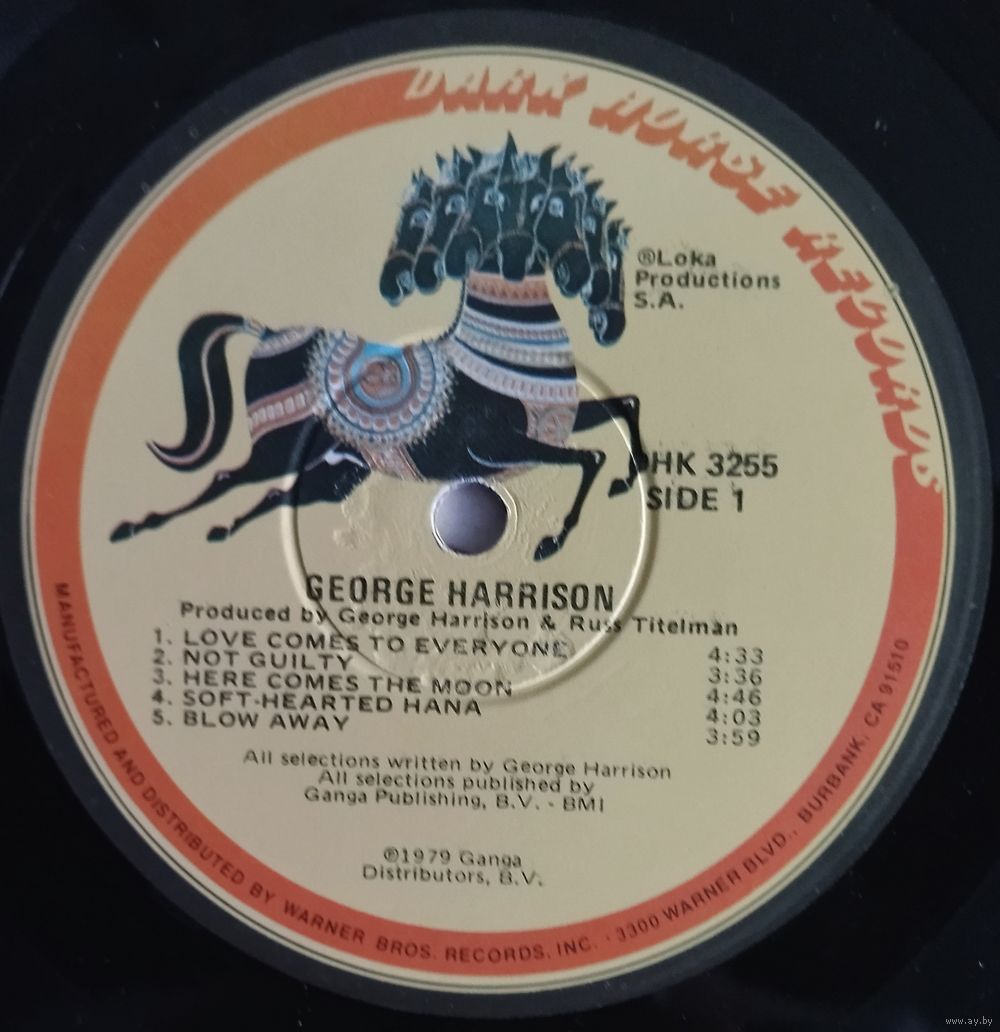 DARK HORSE RECORDS
®Loka
Productions
S.A.
DHK 3255
SIDE 1
GEORGE HARRISON
Produced by George Harrison & Russ Titelman
1. LOVE COMES TO EVERYONE 4:33
2. NOT GUILTY 3:36
3. HERE COMES THE MOON 4:46
4. SOFT-HEARTED HANA 4:03
5. BLOW AWAY 3:59
All selections written by George Harrison
All selections published by
Ganga Publishing, B.V. - BMI
℗1979 Ganga
Distributors, B.V.
MANUFACTURED AND DISTRIBUTED BY WARNER BROS. RECORDS, INC. · 3300 WARNER BLVD., BURBANK, CA 91510
www.ay.by